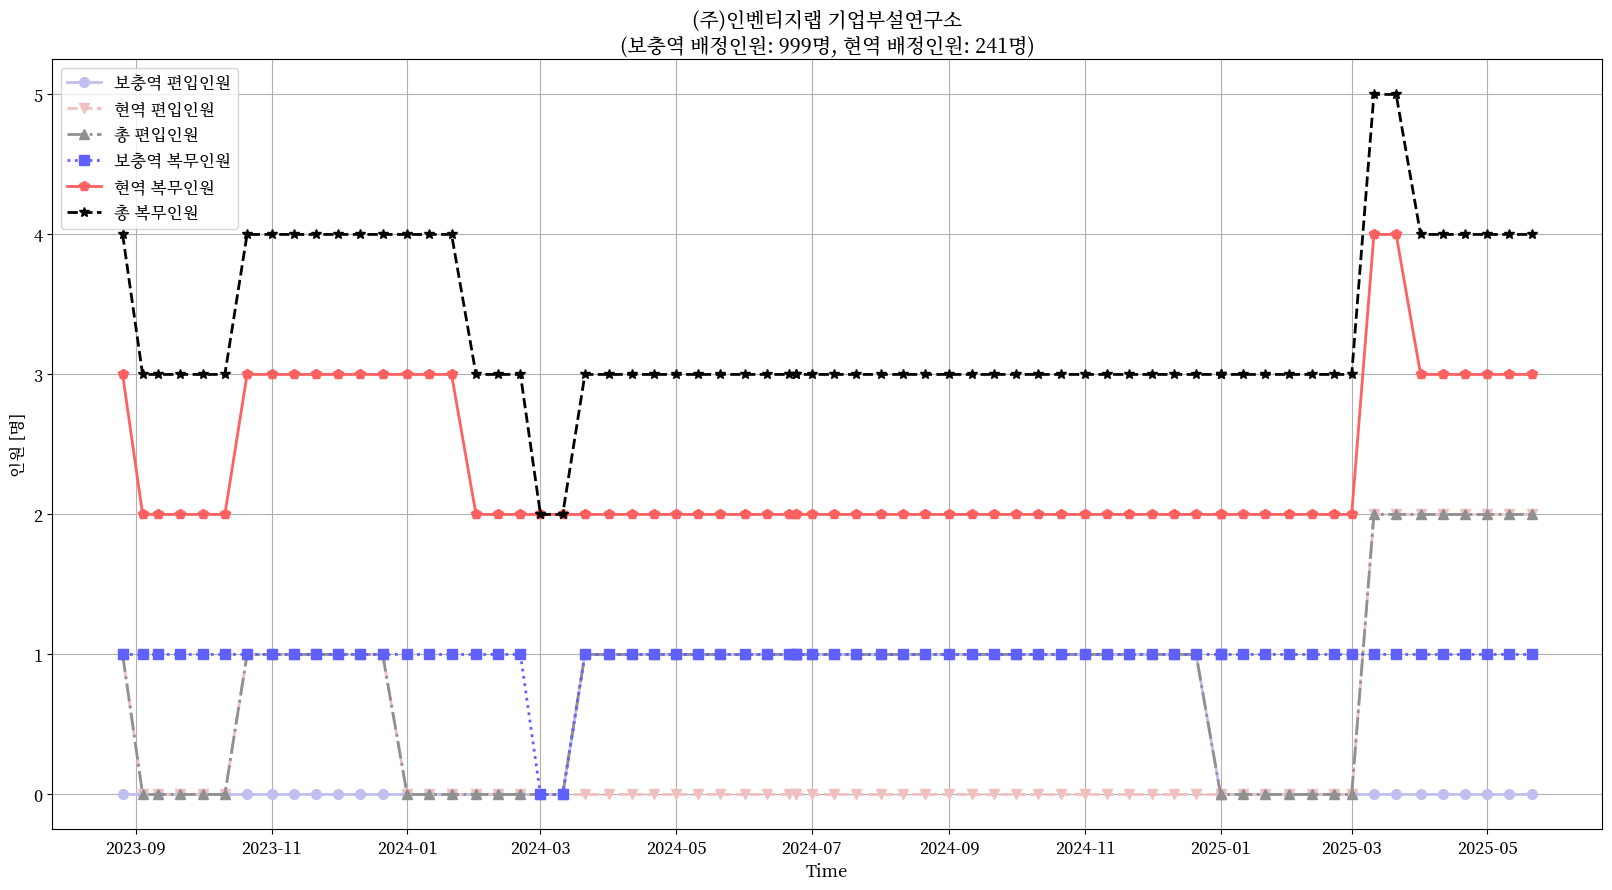 (주)인벤티지랩 기업부설연구소
(보충역 배정인원: 999명, 현역 배정인원: 241명)
보충역 편입인원
현역 편입인원
총 편입인원
보충역 복무인원
현역 복무인원
총 복무인원
인원 [명]
5
4
3
2
1
0
2023-09
2023-11
2024-01
2024-03
2024-05
2024-07
2024-09
2024-11
2025-01
2025-03
2025-05
Time